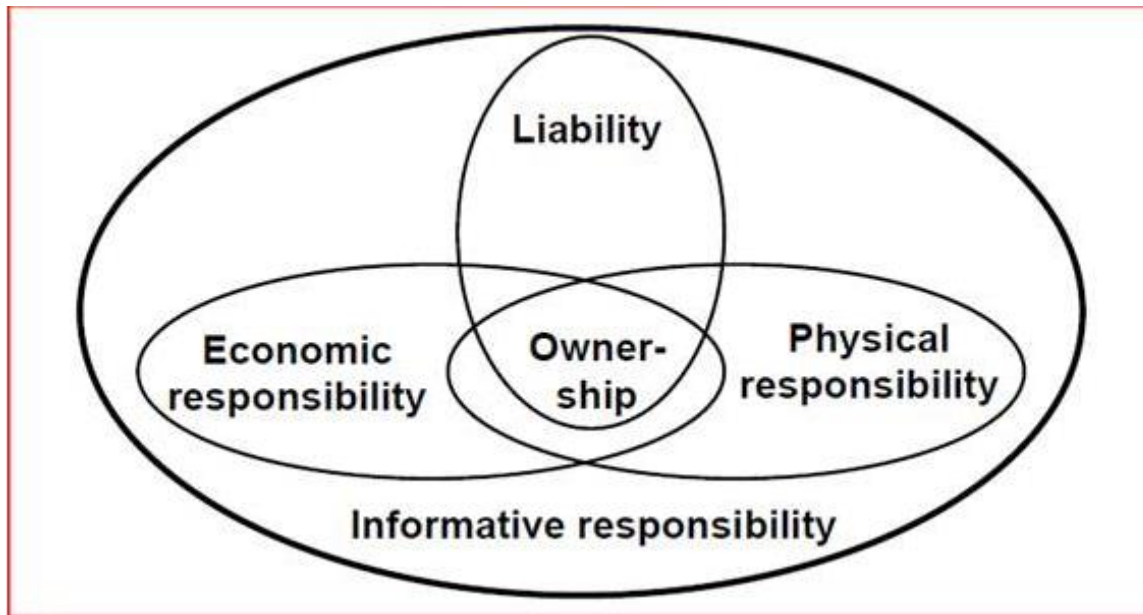 Liability
Economic
responsibility
Owner-
ship
Physical
responsibility
Informative responsibility